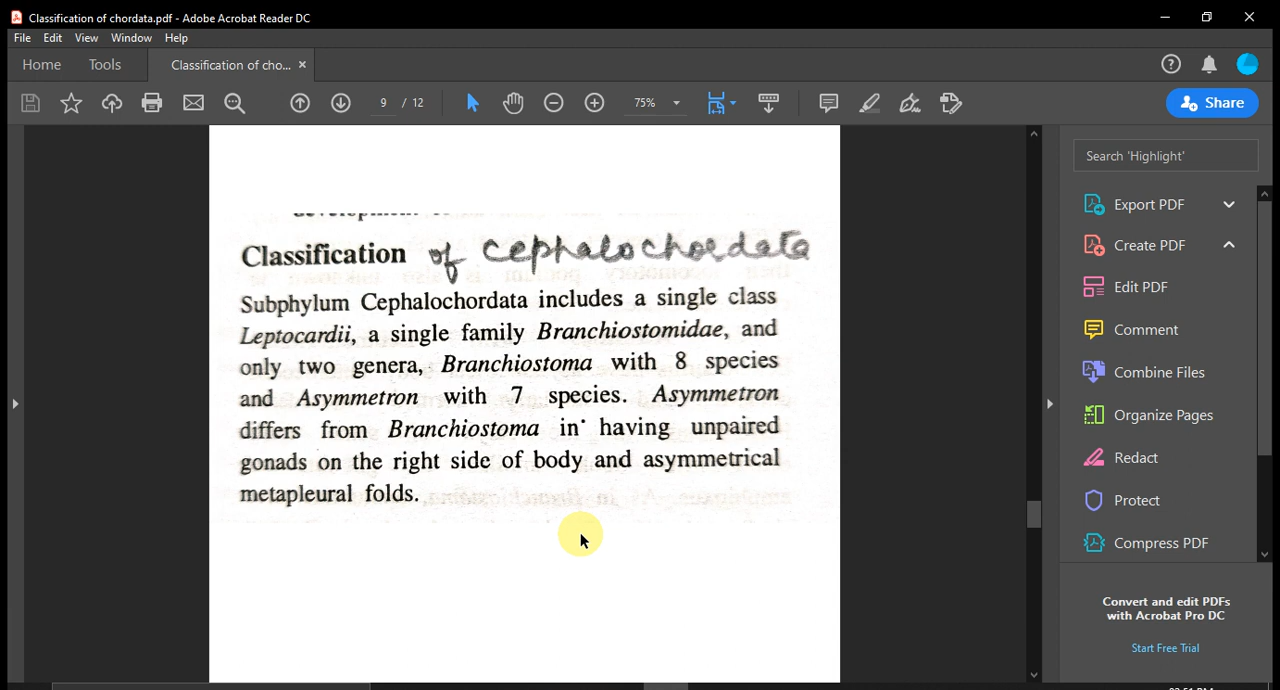 Classification of chordata.pdf - Adobe Acrobat Reader DC
File Edit View Window Help
Home Tools Classification of cho... ×
9 / 12 75% Share
Search 'Highlight'
Export PDF
Create PDF
Edit PDF
Comment
Combine Files
Organize Pages
Redact
Protect
Compress PDF
Convert and edit PDFs
with Acrobat Pro DC
Start Free Trial
Classification of cephalochordata
Subphylum Cephalochordata includes a single class
Leptocardii, a single family Branchiostomidae, and
only two genera, Branchiostoma with 8 species
and Asymmetron with 7 species. Asymmetron
differs from Branchiostoma in having unpaired
gonads on the right side of body and asymmetrical
metapleural folds.